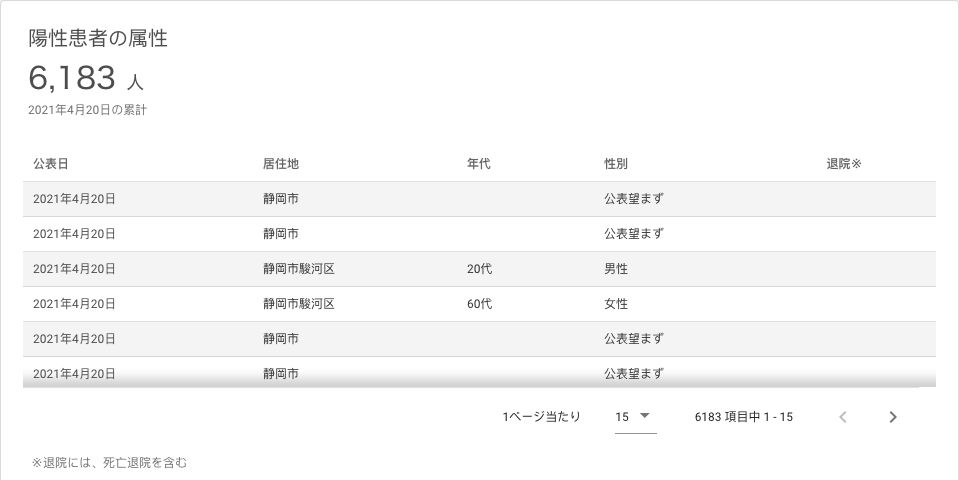 陽性患者の属性
6,183 人
2021年4月20日の累計
公表日 居住地 年代 性別 退院※
2021年4月20日 静岡市 公表望まず
2021年4月20日 静岡市 公表望まず
2021年4月20日 静岡市駿河区 20代 男性
2021年4月20日 静岡市駿河区 60代 女性
2021年4月20日 静岡市 公表望まず
2021年4月20日 静岡市 公表望まず
1ページ当たり 15 6183 項目中 1 - 15
※退院には、死亡退院を含む